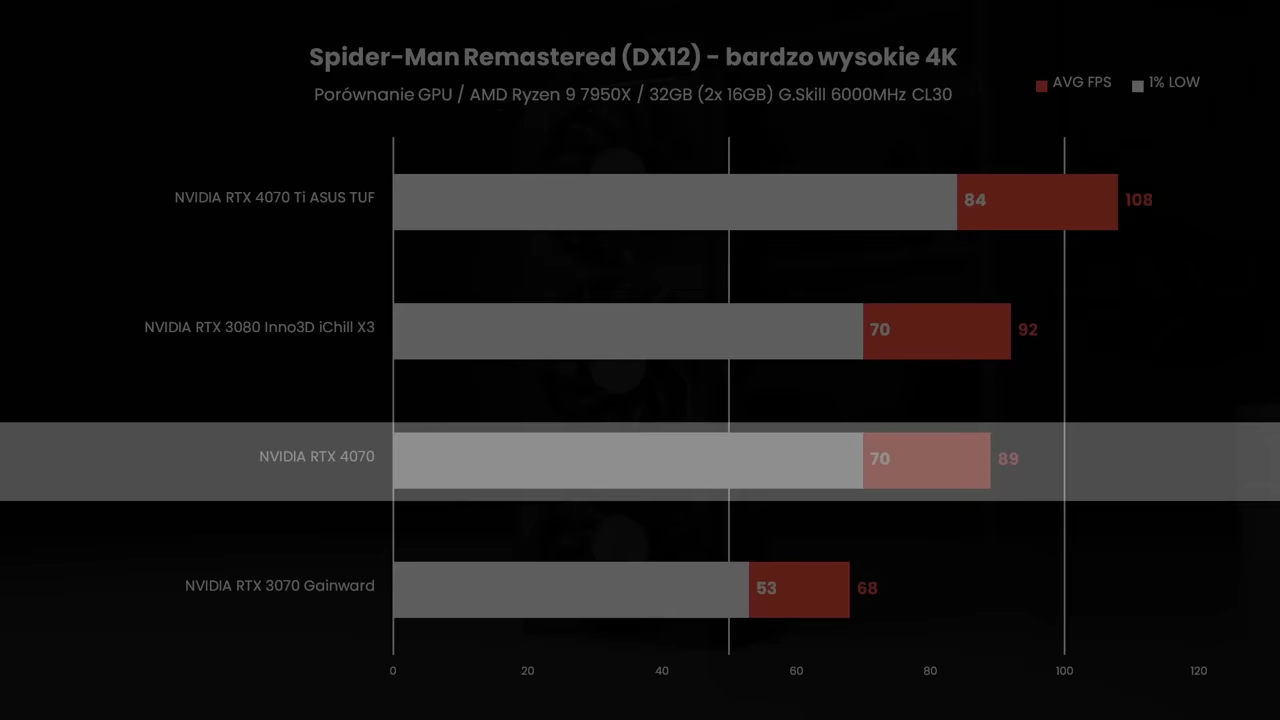 Spider-Man Remastered (DX12) - bardzo wysokie 4K
Porównanie GPU / AMD Ryzen 9 7950X / 32GB (2x 16GB) G.Skill 6000MHz CL30
AVG FPS 1% LOW
NVIDIA RTX 4070 Ti ASUS TUF 84 108
NVIDIA RTX 3080 Inno3D iChill X3 70 92
NVIDIA RTX 4070 70 89
NVIDIA RTX 3070 Gainward 53 68
0 20 40 60 80 100 120